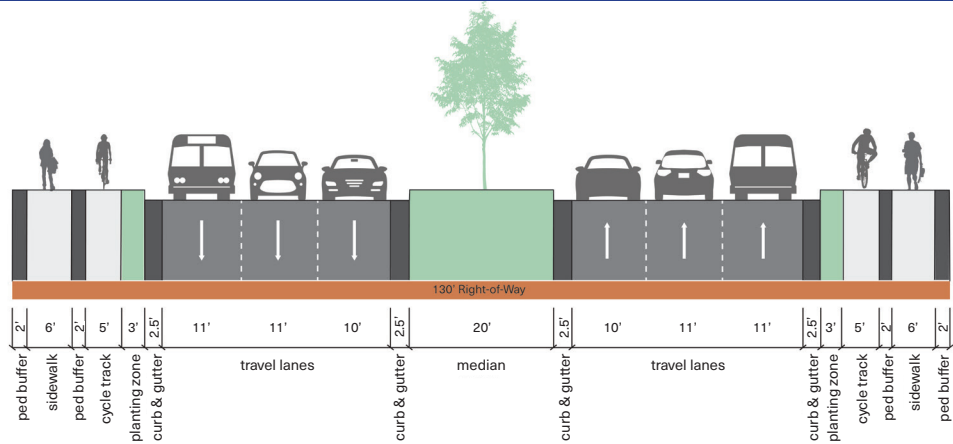 130' Right-of-Way
2' 6' 2' 5' 3' 2.5' 11' 11' 10' 2.5' 20' 2.5' 10' 11' 11' 2.5' 3' 5' 2' 6' 2'
ped buffer
sidewalk
ped buffer
cycle track
planting zone
curb & gutter
travel lanes
curb & gutter
median
curb & gutter
travel lanes
curb & gutter
planting zone
cycle track
ped buffer
sidewalk
ped buffer